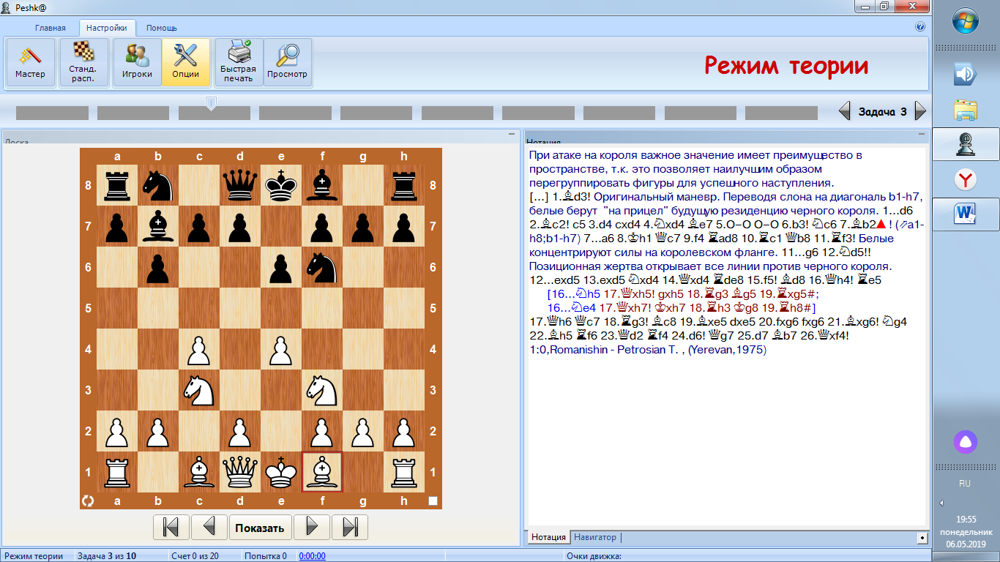 Peshk@
Главная Настройки Помощь
Мастер
Станд. расп.
Игроки
Опции
Быстрая печать
Просмотр
Режим теории
Задача 3
Доска
a b c d e f g h
8 8
7 7
6 6
5 5
4 4
3 3
2 2
1 1
a b c d e f g h
Показать
Нотация
При атаке на короля важное значение имеет преимущество в
пространстве, т.к. это позволяет наилучшим образом
перегруппировать фигуры для успешного наступления.
[...] 1.♗d3! Оригинальный маневр. Переводя слона на диагональ b1-h7,
белые берут "на прицел" будущую резиденцию черного короля. 1...d6
2.♗c2! c5 3.d4 cxd4 4.♘xd4 ♗e7 5.O-O O-O 6.b3! ♘c6 7.♗b2▲! (⇗a1-
h8;b1-h7) 7...a6 8.♔h1 ♕c7 9.f4 ♜ad8 10.♜c1 ♕b8 11.♜f3! Белые
концентрируют силы на королевском фланге. 11...g6 12.♘d5!!
Позиционная жертва открывает все линии против черного короля.
12...exd5 13.exd5 ♘xd4 14.♕xd4 ♜de8 15.f5! ♗d8 16.♕h4! ♜e5
[16...♘h5 17.♕xh5! gxh5 18.♜g3 ♗g5 19.♜xg5#;
16...♘e4 17.♕xh7! ♔xh7 18.♜h3 ♔g8 19.♜h8#]
17.♕h6 ♕c7 18.♜g3! ♗c8 19.♗xe5 dxe5 20.fxg6 fxg6 21.♗xg6! ♘g4
22.♗h5 ♜f6 23.♕d2 ♜f4 24.d6! ♕g7 25.d7 ♗b7 26.♕xf4!
1:0,Romanishin - Petrosian T. , (Yerevan,1975)
Нотация Навигатор
Режим теории Задача 3 из 10 Счет 0 из 20 Попытка 0 0:00:00 Очки движка:
RU
19:55
понедельник
06.05.2019